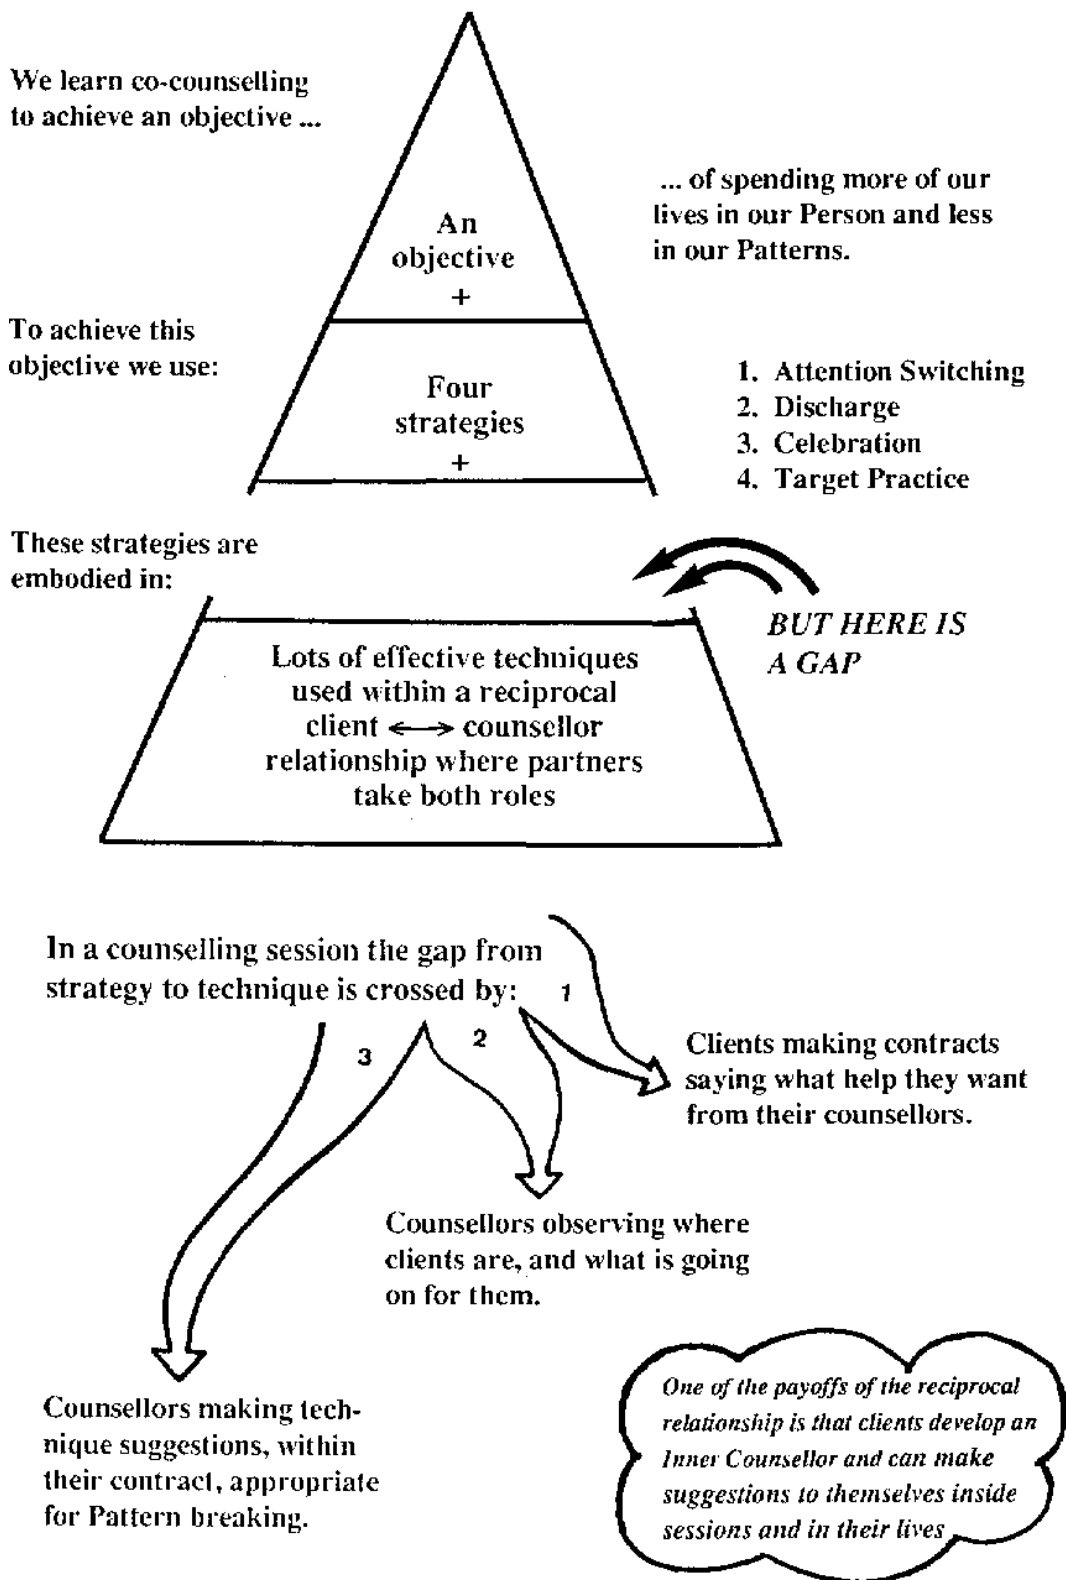 We learn co-counselling
to achieve an objective ...
... of spending more of our
lives in our Person and less
in our Patterns.
An
objective
+
To achieve this
objective we use:
Four
strategies
+
1. Attention Switching
2. Discharge
3. Celebration
4. Target Practice
These strategies are
embodied in:
BUT HERE IS
A GAP
Lots of effective techniques
used within a reciprocal
client ↔ counsellor
relationship where partners
take both roles
In a counselling session the gap from
strategy to technique is crossed by:
1
2
3
Clients making contracts
saying what help they want
from their counsellors.
Counsellors observing where
clients are, and what is going
on for them.
Counsellors making tech-
nique suggestions, within
their contract, appropriate
for Pattern breaking.
One of the payoffs of the reciprocal
relationship is that clients develop an
Inner Counsellor and can make
suggestions to themselves inside
sessions and in their lives